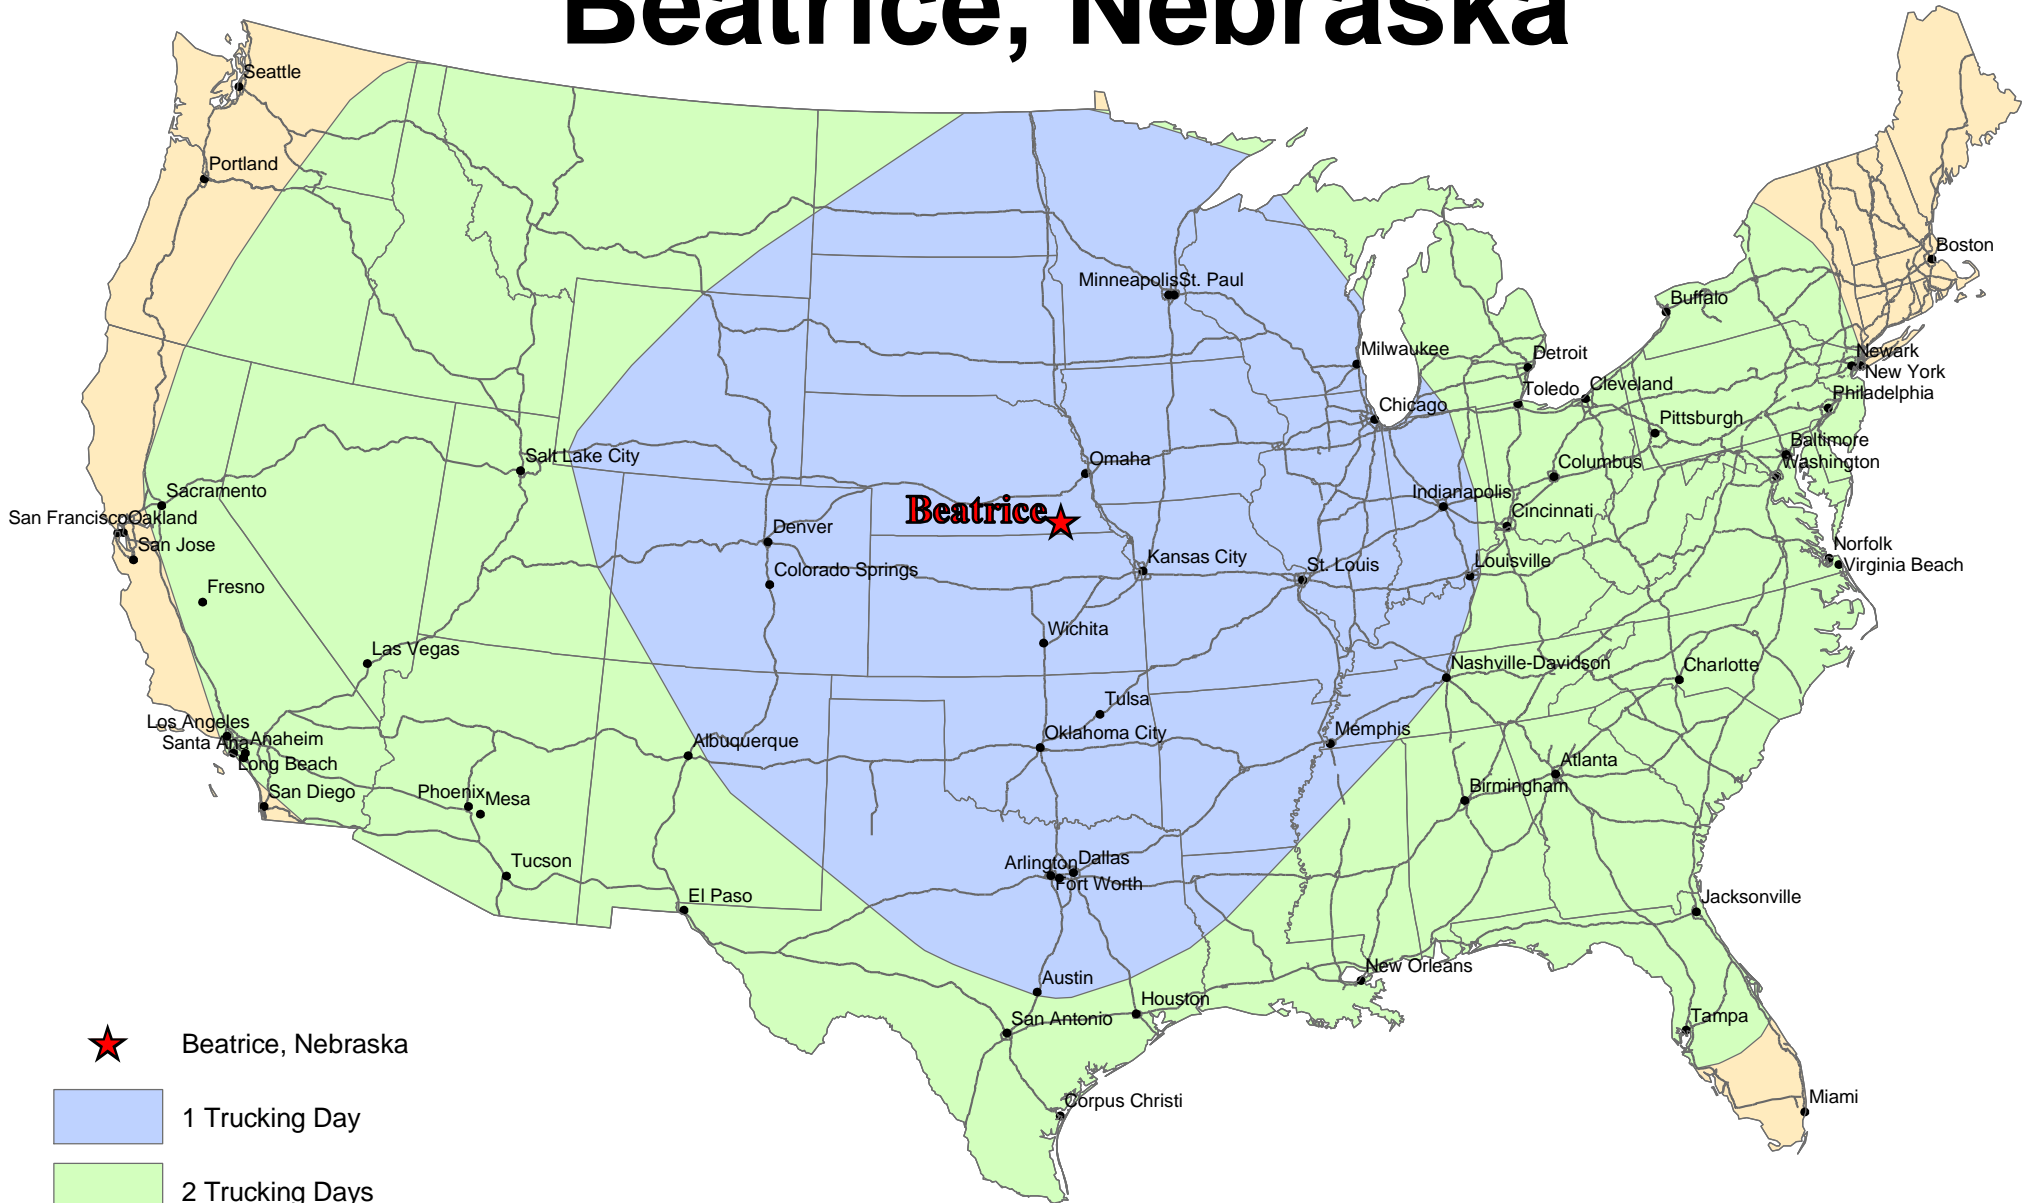 Beatrice, Nebraska
Seattle
Portland
Boston
MinneapolisSt. Paul
Buffalo
Milwaukee
Detroit
Newark
New York
Toledo
Cleveland
Philadelphia
Chicago
Pittsburgh
Baltimore
Salt Lake City
Omaha
Columbus
Washington
Sacramento
Indianapolis
Beatrice
Cincinnati
San FranciscoOakland
Denver
San Jose
Kansas City
Norfolk
St. Louis
Louisville
Virginia Beach
Colorado Springs
Fresno
Wichita
Las Vegas
Nashville-Davidson
Charlotte
Tulsa
Los Angeles
Memphis
Oklahoma City
Santa Ana
Anaheim
Albuquerque
Long Beach
Atlanta
San Diego
Phoenix
Mesa
Birmingham
Tucson
Arlington
Dallas
Fort Worth
El Paso
Jacksonville
New Orleans
Austin
Houston
San Antonio
Tampa
Beatrice, Nebraska
Corpus Christi
Miami
1 Trucking Day
2 Trucking Days